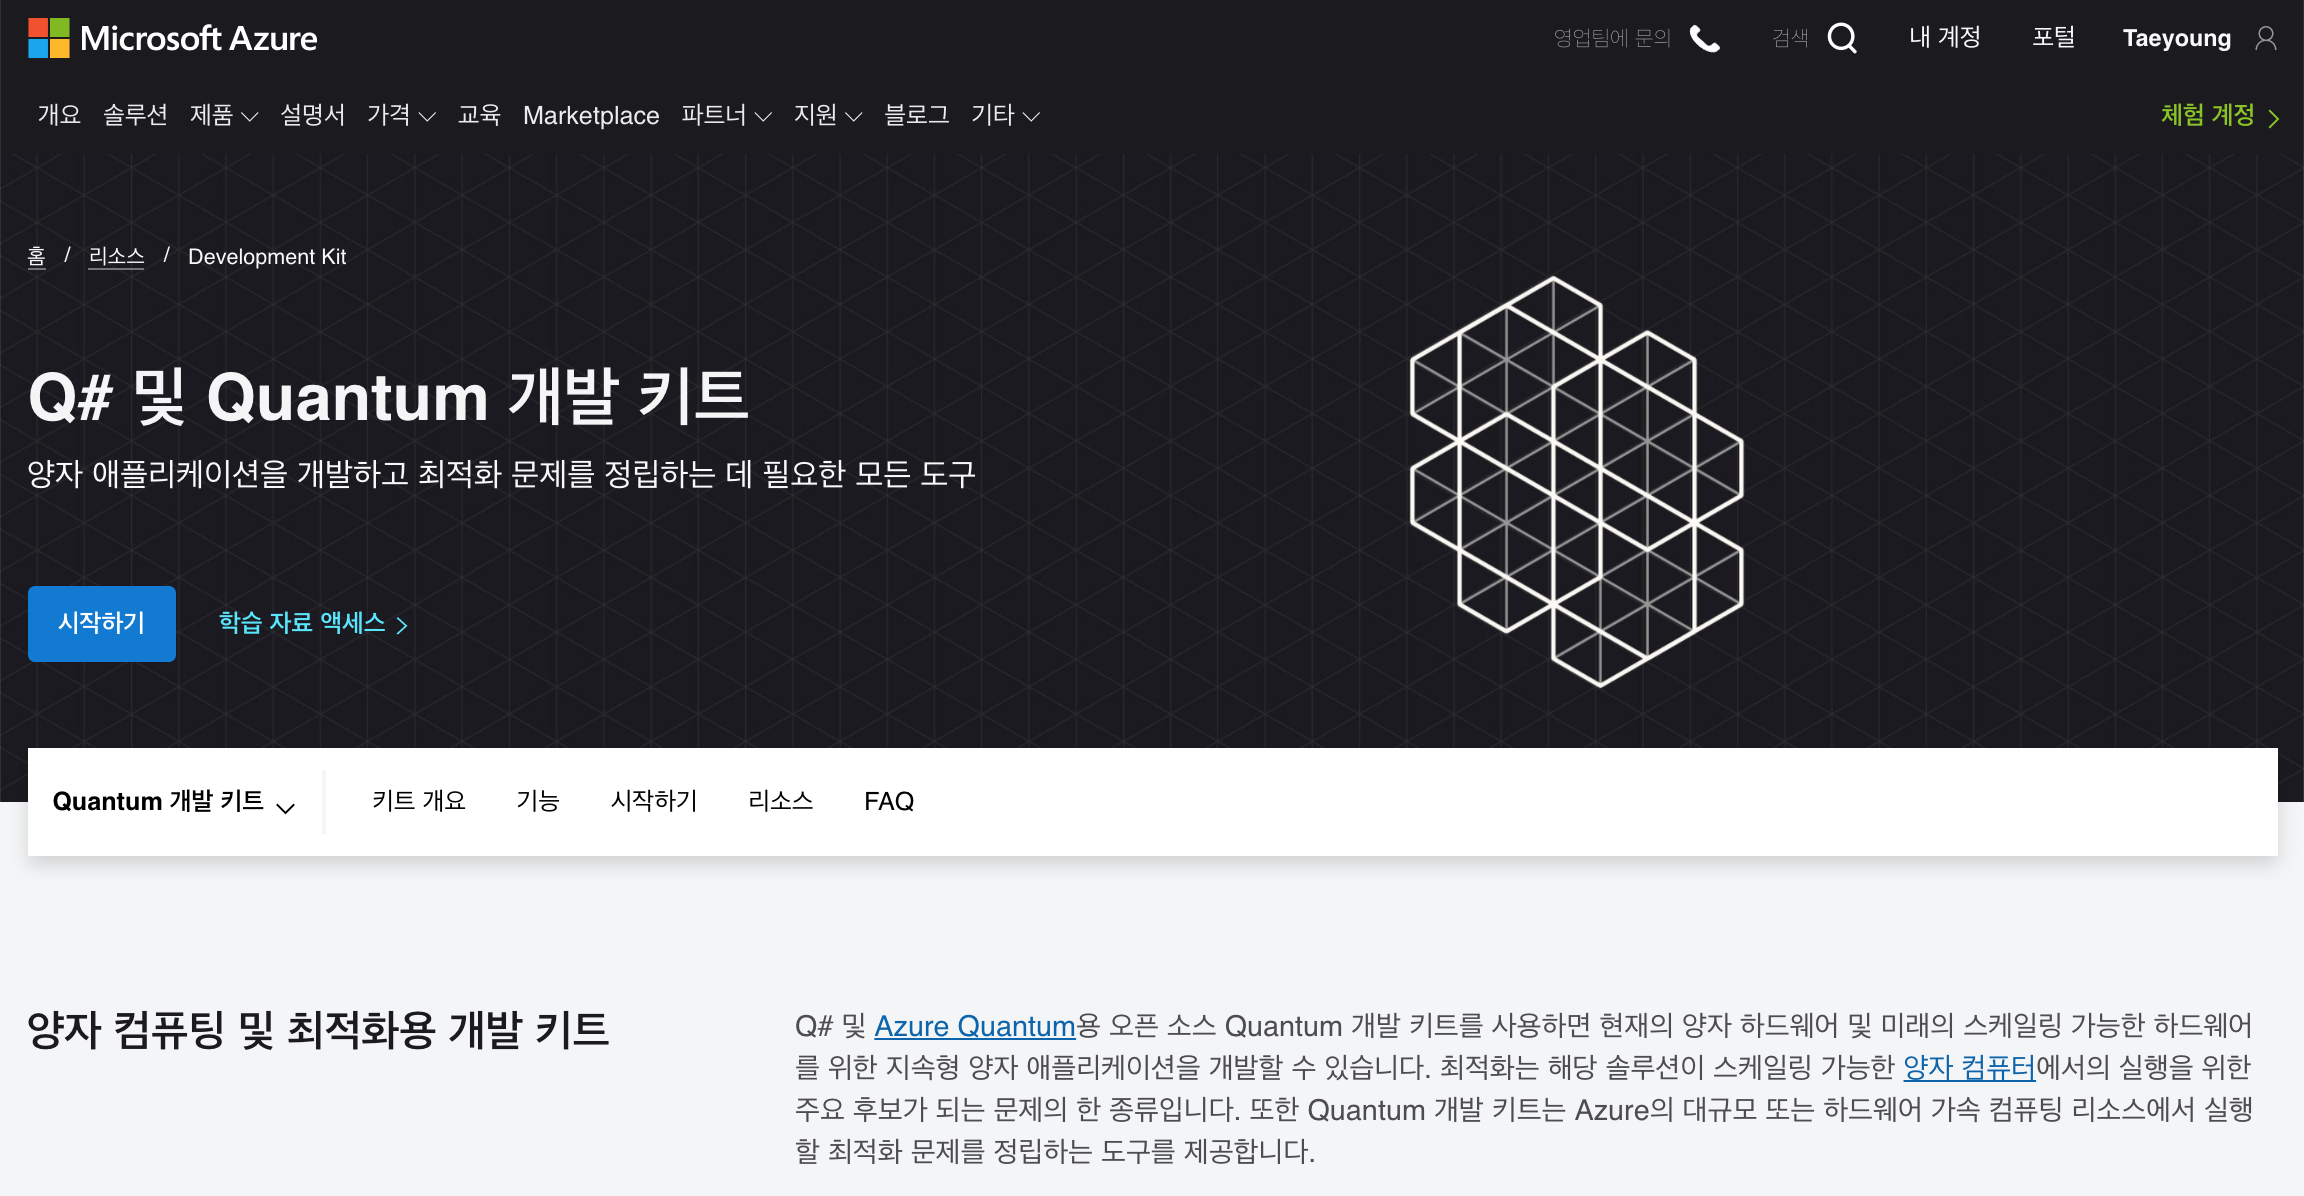 Microsoft Azure
영업팀에 문의
검색
내 계정
포털
Taeyoung
개요 솔루션 제품 설명서 가격 교육 Marketplace 파트너 지원 블로그 기타
체험 계정
홈 / 리소스 / Development Kit
Q# 및 Quantum 개발 키트
양자 애플리케이션을 개발하고 최적화 문제를 정립하는 데 필요한 모든 도구
시작하기 학습 자료 액세스
Quantum 개발 키트 키트 개요 기능 시작하기 리소스 FAQ
양자 컴퓨팅 및 최적화용 개발 키트
Q# 및 Azure Quantum용 오픈 소스 Quantum 개발 키트를 사용하면 현재의 양자 하드웨어 및 미래의 스케일링 가능한 하드웨어
를 위한 지속형 양자 애플리케이션을 개발할 수 있습니다. 최적화는 해당 솔루션이 스케일링 가능한 양자 컴퓨터에서의 실행을 위한
주요 후보가 되는 문제의 한 종류입니다. 또한 Quantum 개발 키트는 Azure의 대규모 또는 하드웨어 가속 컴퓨팅 리소스에서 실행
할 최적화 문제를 정립하는 도구를 제공합니다.